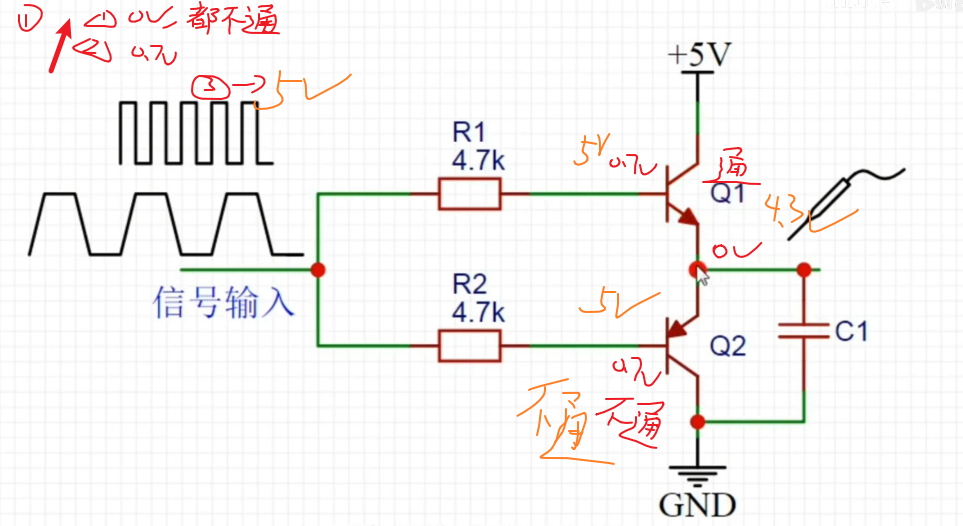 ① <1> 0V: 都不通
<2> 0.7V
③→5V
+5V
R1
4.7k
5V 0.7V 通
Q1
4.3V
0V
信号输入
R2
4.7k
5V
Q2
C1
0.7V
不通 不通
GND